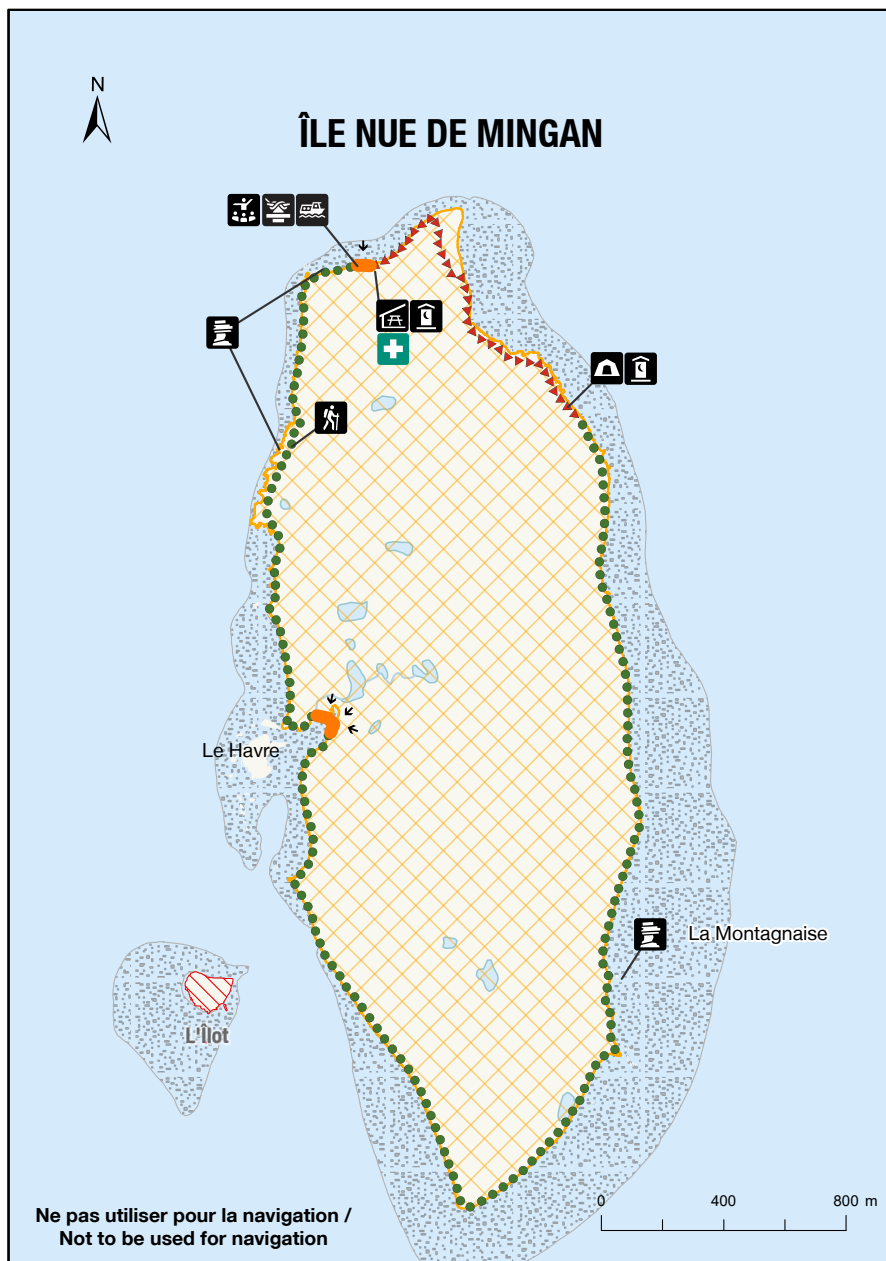 N
ÎLE NUE DE MINGAN
Le Havre
La Montagnaise
L'Îlot
Ne pas utiliser pour la navigation /
Not to be used for navigation
0 400 800 m